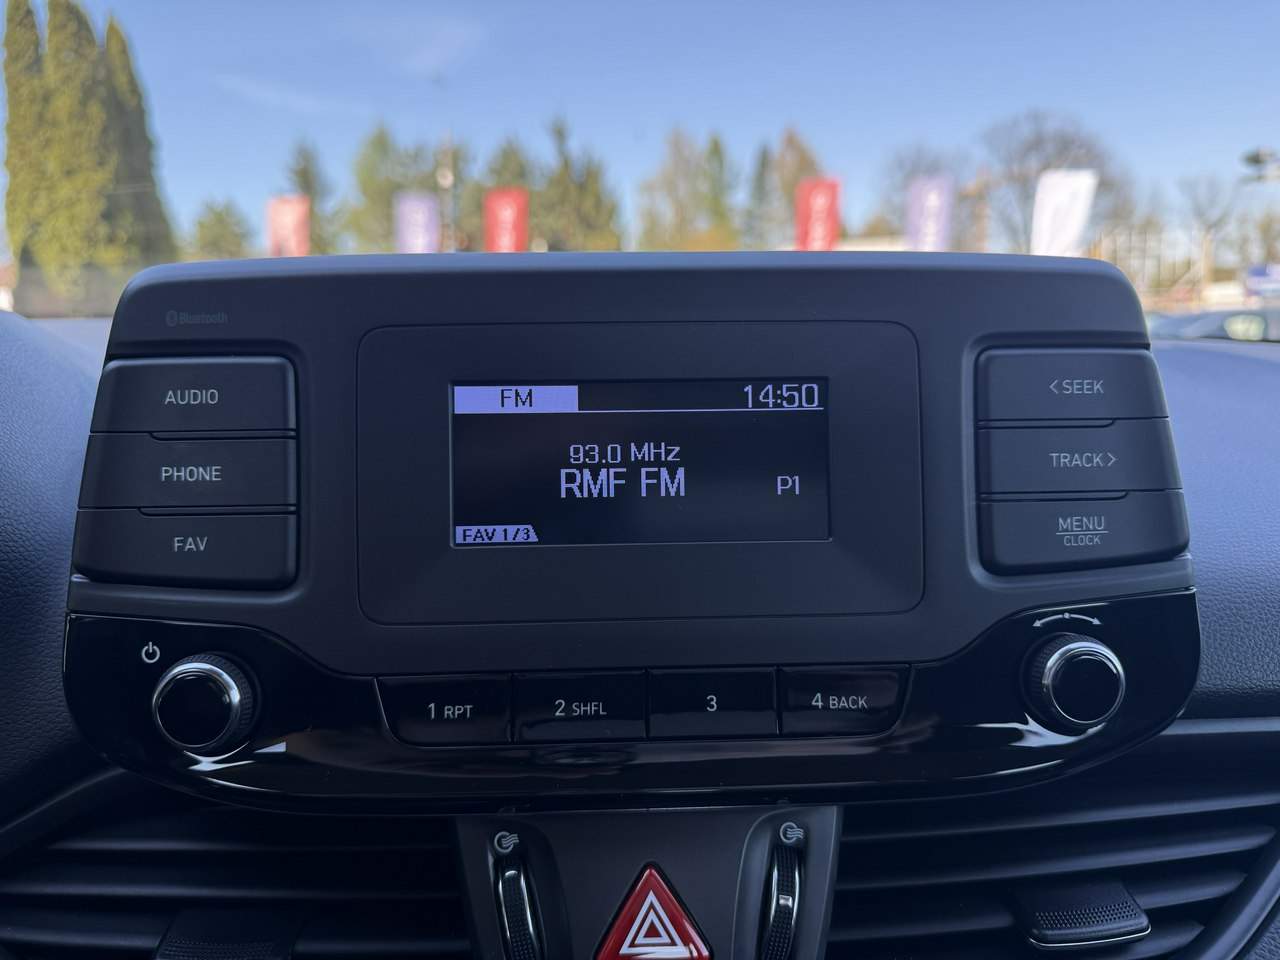 Bluetooth
AUDIO
PHONE
FAV
FM 14:50
93.0 MHz
RMF FM P1
FAV 1/3
<SEEK
TRACK>
MENU
CLOCK
1 RPT
2 SHFL
3
4 BACK